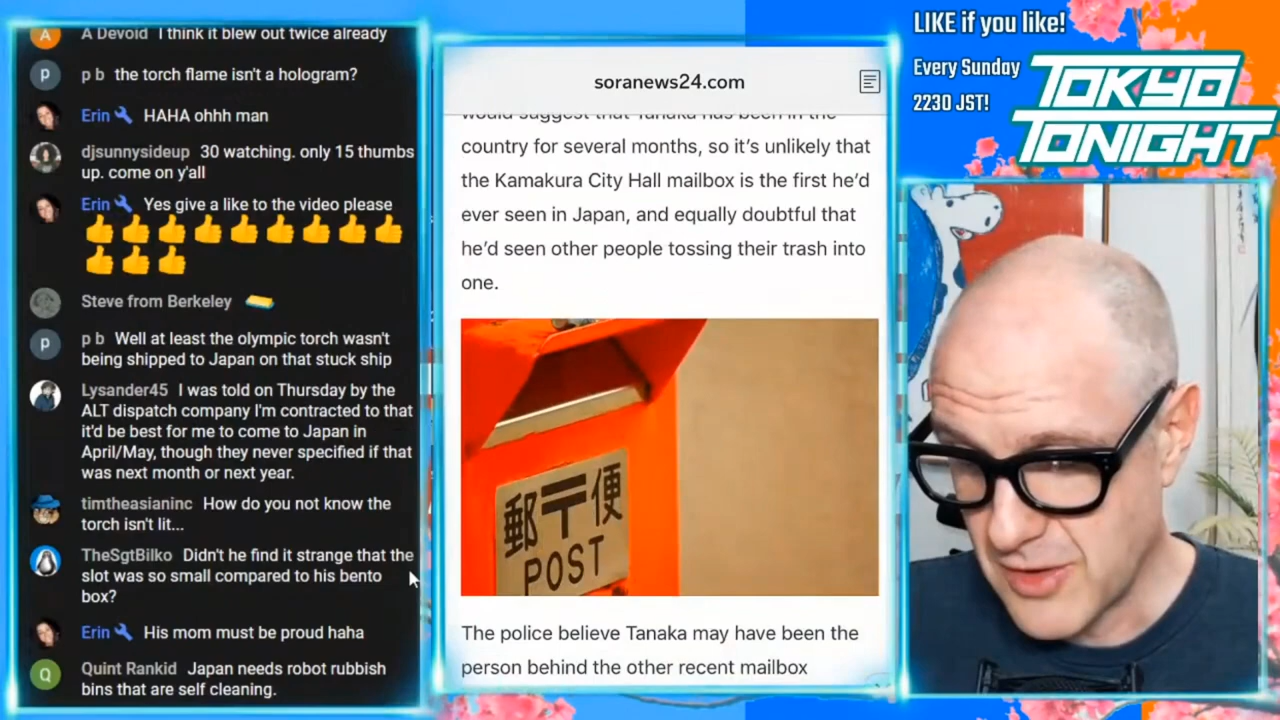 A Devoid I think it blew out twice already
p b the torch flame isn't a hologram?
Erin HAHA ohhh man
djsunnysideup 30 watching. only 15 thumbs
up. come on y'all
Erin Yes give a like to the video please
Steve from Berkeley
p b Well at least the olympic torch wasn't
being shipped to Japan on that stuck ship
Lysander45 I was told on Thursday by the
ALT dispatch company I'm contracted to that
it'd be best for me to come to Japan in
April/May, though they never specified if that
was next month or next year.
timtheasianinc How do you not know the
torch isn't lit...
TheSgtBilko Didn't he find it strange that the
slot was so small compared to his bento
box?
Erin His mom must be proud haha
Quint Rankid Japan needs robot rubbish
bins that are self cleaning.
soranews24.com
would suggest that Tanaka has been in the
country for several months, so it's unlikely that
the Kamakura City Hall mailbox is the first he'd
ever seen in Japan, and equally doubtful that
he'd seen other people tossing their trash into
one.
郵〒便
POST
The police believe Tanaka may have been the
person behind the other recent mailbox
LIKE if you like!
Every Sunday
2230 JST!
TOKYO
TONIGHT